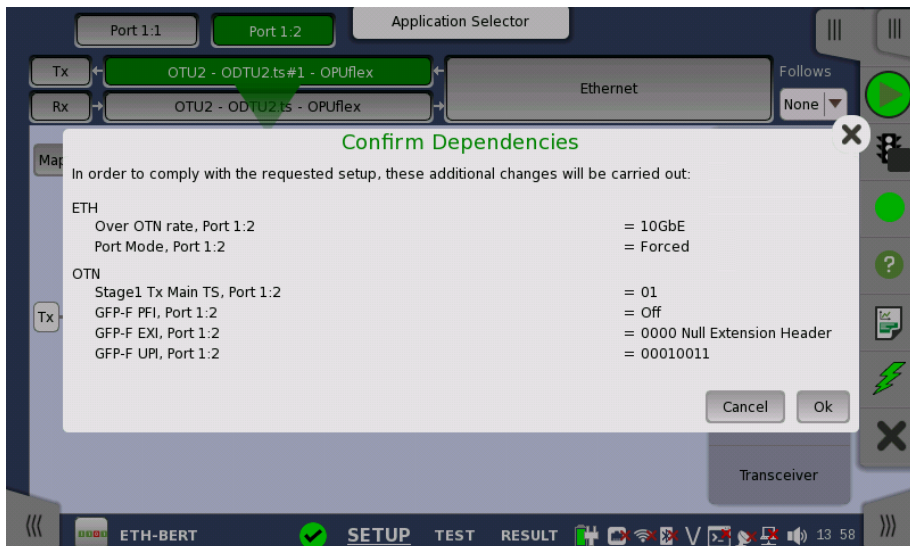 Application Selector
Port 1:1 Port 1:2
Tx OTU2 - ODTU2.ts#1 - OPUflex Ethernet Follows
Rx OTU2 - ODTU2.ts - OPUflex None
Map
Confirm Dependencies
In order to comply with the requested setup, these additional changes will be carried out:
ETH
Over OTN rate, Port 1:2 = 10GbE
Port Mode, Port 1:2 = Forced
OTN
Stage1 Tx Main TS, Port 1:2 = 01
GFP-F PFI, Port 1:2 = Off
GFP-F EXI, Port 1:2 = 0000 Null Extension Header
GFP-F UPI, Port 1:2 = 00010011
Tx
Cancel Ok
Transceiver
ETH-BERT SETUP TEST RESULT 13 58